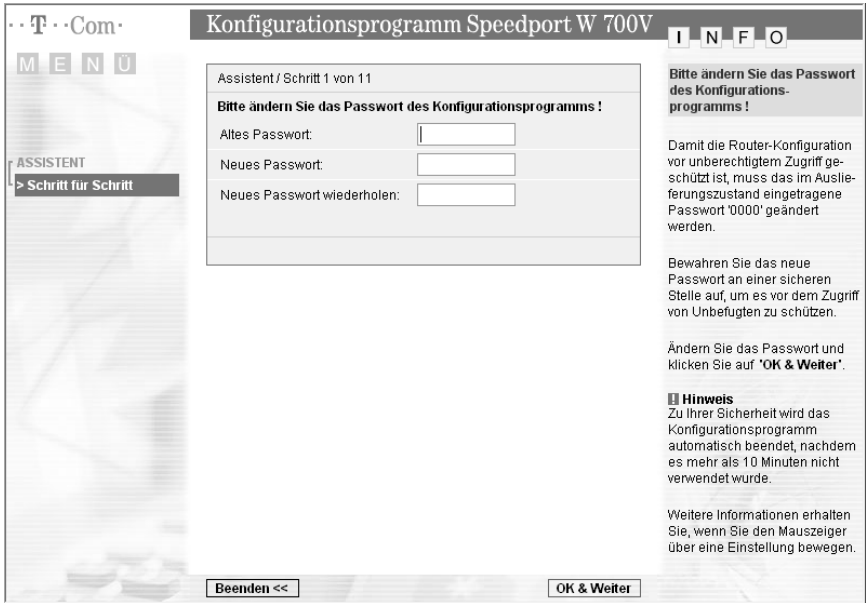 ··T··Com·
Konfigurationsprogramm Speedport W 700V
INFO
MENÜ
ASSISTENT
> Schritt für Schritt
Assistent / Schritt 1 von 11
Bitte ändern Sie das Passwort des Konfigurationsprogramms !
Altes Passwort:
Neues Passwort:
Neues Passwort wiederholen:
Beenden <<
OK & Weiter
Bitte ändern Sie das Passwort
des Konfigurations-
programms !
Damit die Router-Konfiguration
vor unberechtigtem Zugriff ge-
schützt ist, muss das im Auslie-
ferungszustand eingetragene
Passwort '0000' geändert
werden.
Bewahren Sie das neue
Passwort an einer sicheren
Stelle auf, um es vor dem Zugriff
von Unbefugten zu schützen.
Ändern Sie das Passwort und
klicken Sie auf 'OK & Weiter'.
! Hinweis
Zu Ihrer Sicherheit wird das
Konfigurationsprogramm
automatisch beendet, nachdem
es mehr als 10 Minuten nicht
verwendet wurde.
Weitere Informationen erhalten
Sie, wenn Sie den Mauszeiger
über eine Einstellung bewegen.